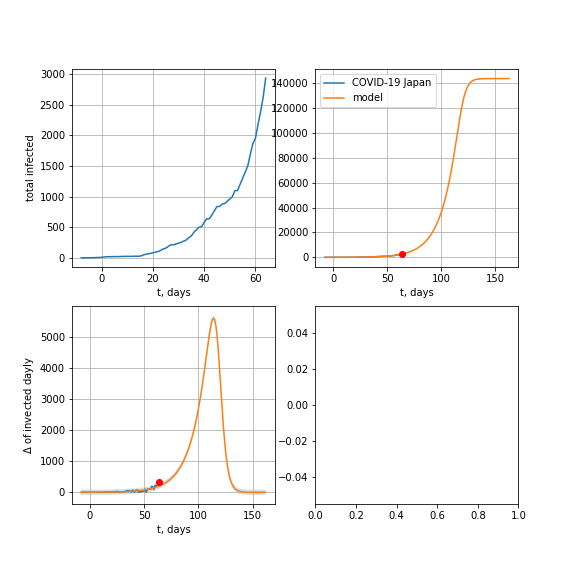 3000
2500
2000
1500
1000
500
0
total infected
0 20 40 60
t, days
140000
120000
100000
80000
60000
40000
20000
0
COVID-19 Japan
model
0 50 100 150
t, days
5000
4000
3000
2000
1000
0
Δ of invected dayly
0 50 100 150
t, days
0.04
0.02
0.00
−0.02
−0.04
0.0 0.2 0.4 0.6 0.8 1.0